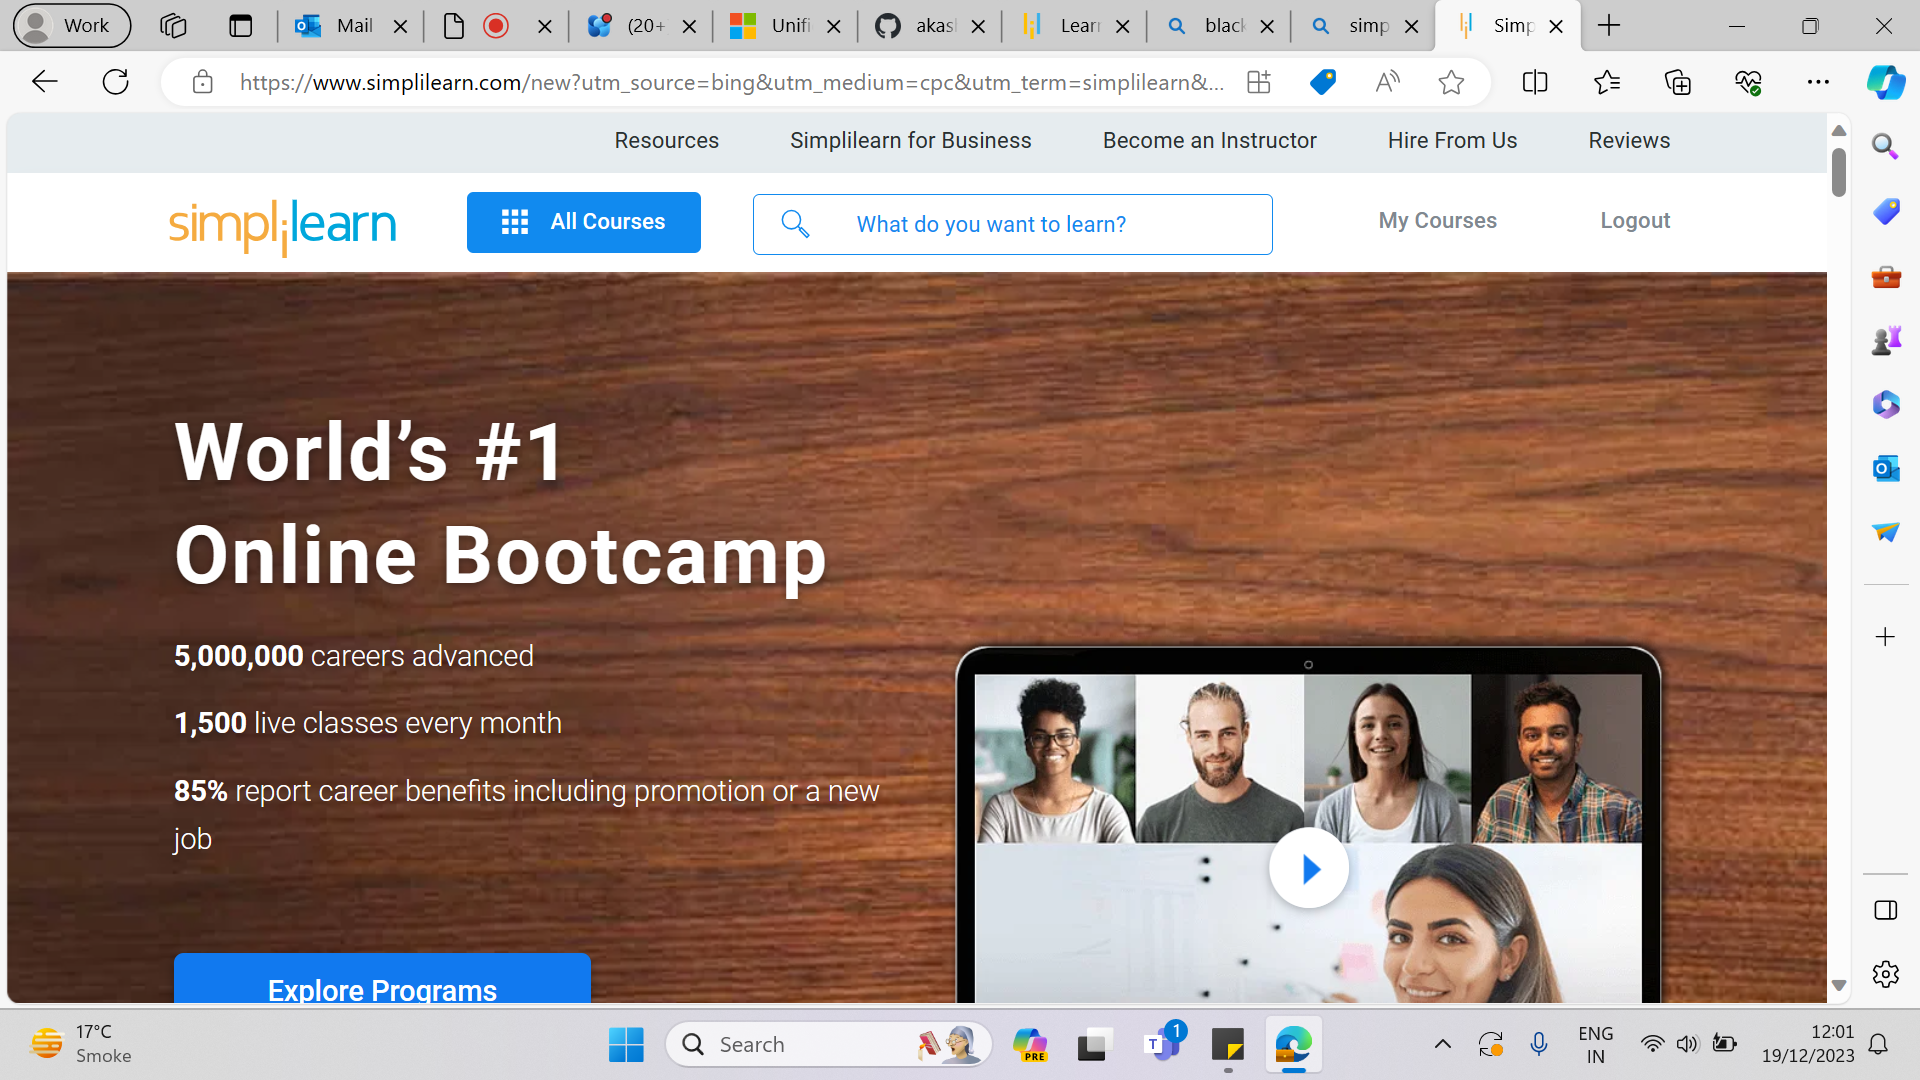 Work
Mail
(20+
Unifi
akash
Learn
black
simp
Simp
https://www.simplilearn.com/new?utm_source=bing&utm_medium=cpc&utm_term=simplilearn&...
Resources
Simplilearn for Business
Become an Instructor
Hire From Us
Reviews
simplilearn
All Courses
What do you want to learn?
My Courses
Logout
World's #1
Online Bootcamp
5,000,000 careers advanced
1,500 live classes every month
85% report career benefits including promotion or a new
job
Explore Programs
17°C
Smoke
Search
PRE
1
ENG
IN
12:01
19/12/2023